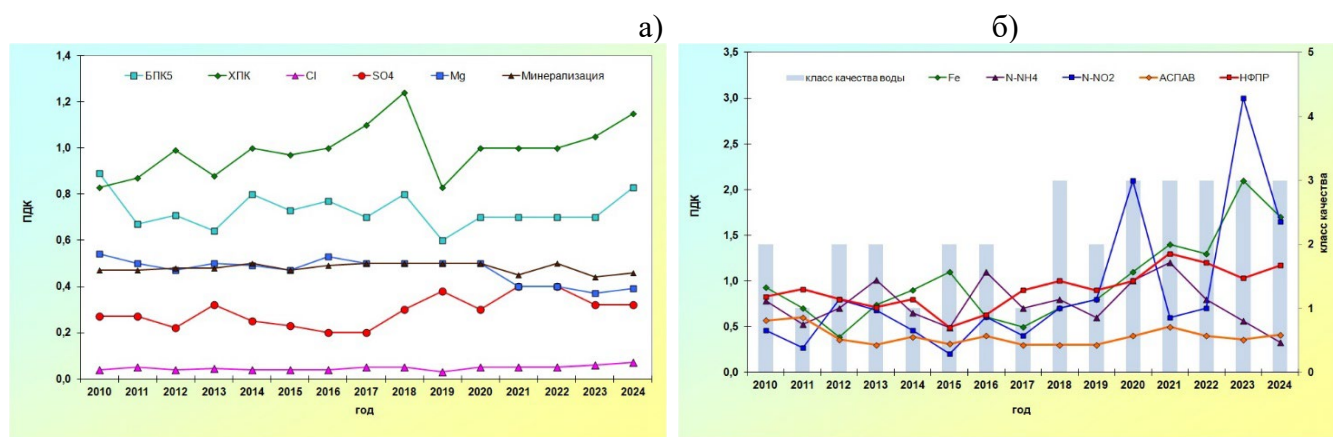 а)
б)
1,4
1,2
1,0
0,8
0,6
0,4
0,2
0,0
ПДК
БПК5 ХПК Cl SO4 Mg Минерализация
2010 2011 2012 2013 2014 2015 2016 2017 2018 2019 2020 2021 2022 2023 2024
год
3,5
3,0
2,5
2,0
1,5
1,0
0,5
0,0
ПДК
класс качества воды Fe N-NH4 N-NO2 АСПАВ НФПР
5
4
3
2
1
0
класс качества
2010 2011 2012 2013 2014 2015 2016 2017 2018 2019 2020 2021 2022 2023 2024
год